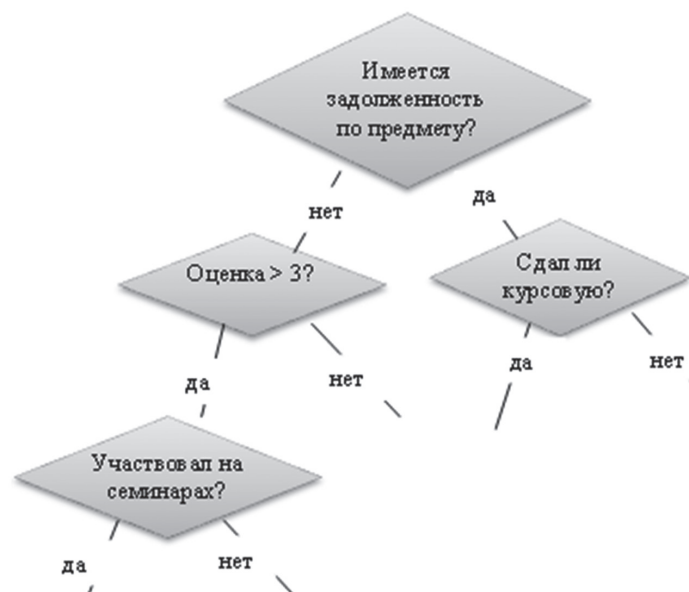 Имеется
задолженность
по предмету?
нет
да
Оценка > 3?
Сдал ли
курсовую?
да
нет
да
нет
Участвовал на
семинарах?
да
нет